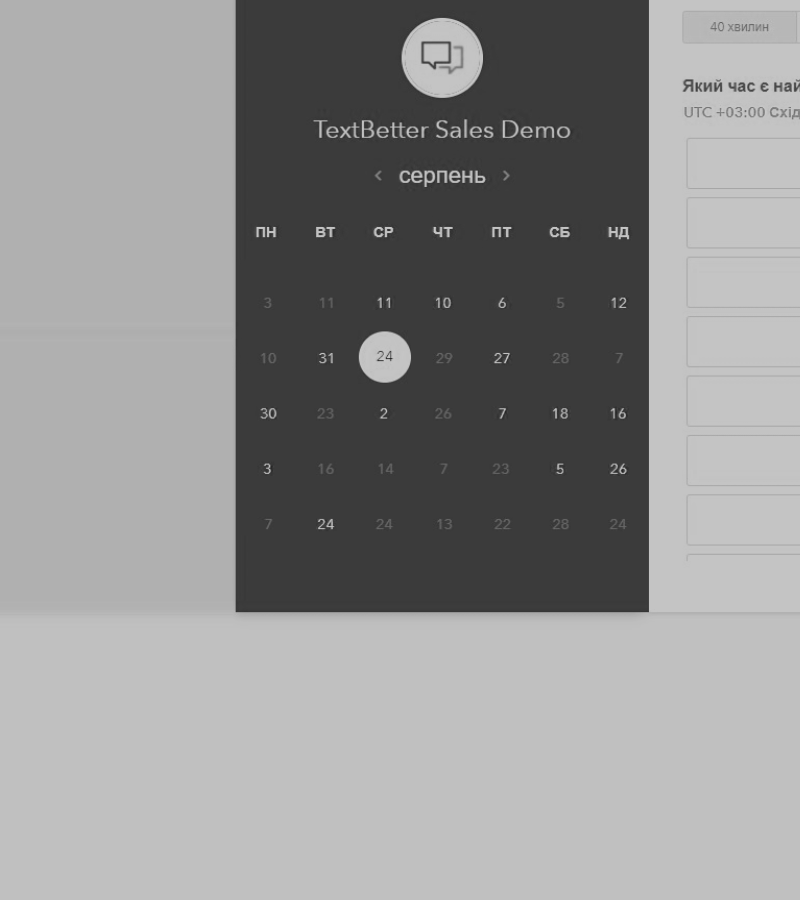 TextBetter Sales Demo
серпень
ПН ВТ СР ЧТ ПТ СБ НД
3 11 11 10 6 5 12
10 31 24 29 27 28 7
30 23 2 26 7 18 16
3 16 14 7 23 5 26
7 24 24 13 22 28 24
40 хвилин
Який час є най
UTC +03:00 Схід